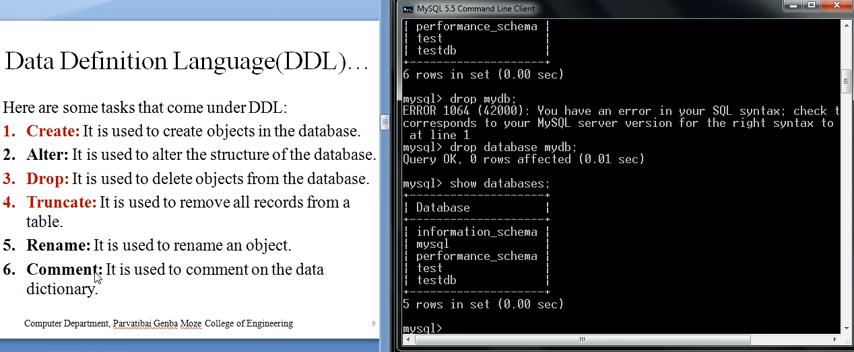 Data Definition Language(DDL)…
Here are some tasks that come under DDL:
1. Create: It is used to create objects in the database.
2. Alter: It is used to alter the structure of the database.
3. Drop: It is used to delete objects from the database.
4. Truncate: It is used to remove all records from a
table.
5. Rename: It is used to rename an object.
6. Comment: It is used to comment on the data
dictionary.
Computer Department, Parvatibai Genba Moze College of Engineering
9
MySQL 5.5 Command Line Client
| performance_schema |
| test |
| testdb |
+--------------------+
6 rows in set (0.00 sec)
mysql> drop mydb;
ERROR 1064 (42000): You have an error in your SQL syntax; check t
corresponds to your MySQL server version for the right syntax to
at line 1
mysql> drop database mydb;
Query OK, 0 rows affected (0.01 sec)
mysql> show databases;
+--------------------+
| Database |
+--------------------+
| information_schema |
| mysql |
| performance_schema |
| test |
| testdb |
+--------------------+
5 rows in set (0.00 sec)
mysql>